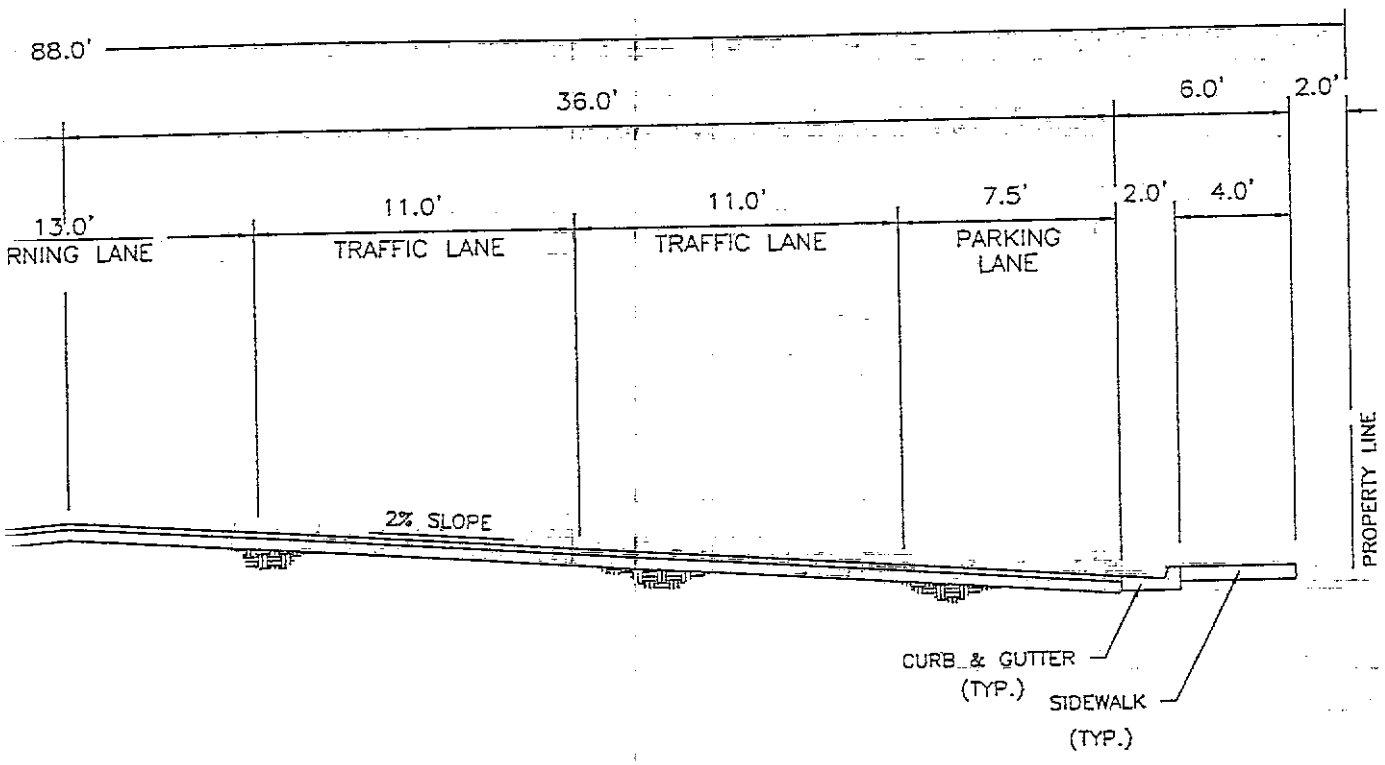 88.0'
36.0'
6.0'
2.0'
13.0'
11.0'
11.0'
7.5'
2.0'
4.0'
RNING LANE
TRAFFIC LANE
TRAFFIC LANE
PARKING
LANE
2% SLOPE
PROPERTY LINE
CURB & GUTTER
(TYP.)
SIDEWALK
(TYP.)